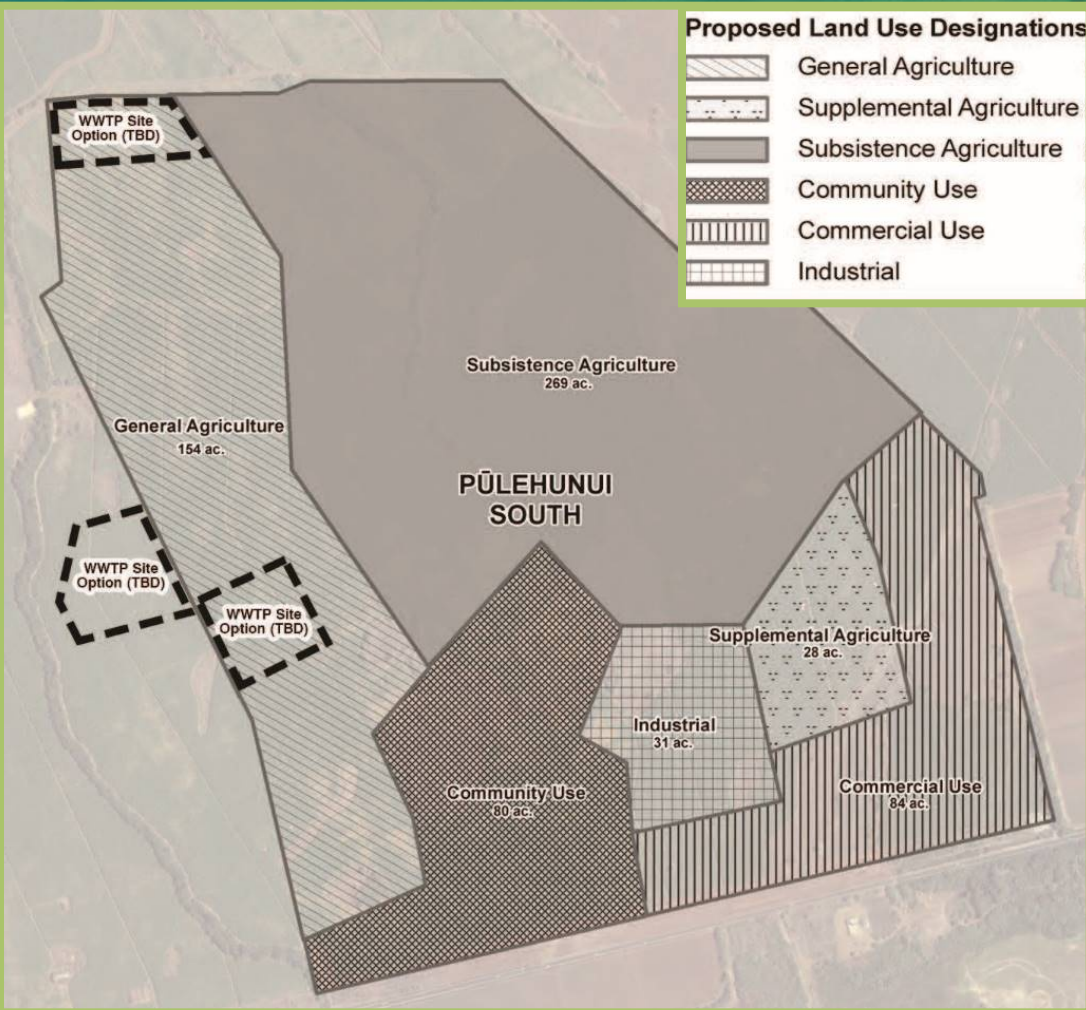 Proposed Land Use Designations
General Agriculture
Supplemental Agriculture
Subsistence Agriculture
Community Use
Commercial Use
Industrial
WWTP Site
Option (TBD)
Subsistence Agriculture
269 ac.
General Agriculture
154 ac.
PŪLEHUNUI
SOUTH
WWTP Site
Option (TBD)
WWTP Site
Option (TBD)
Supplemental Agriculture
28 ac.
Industrial
31 ac.
Community Use
80 ac.
Commercial Use
84 ac.